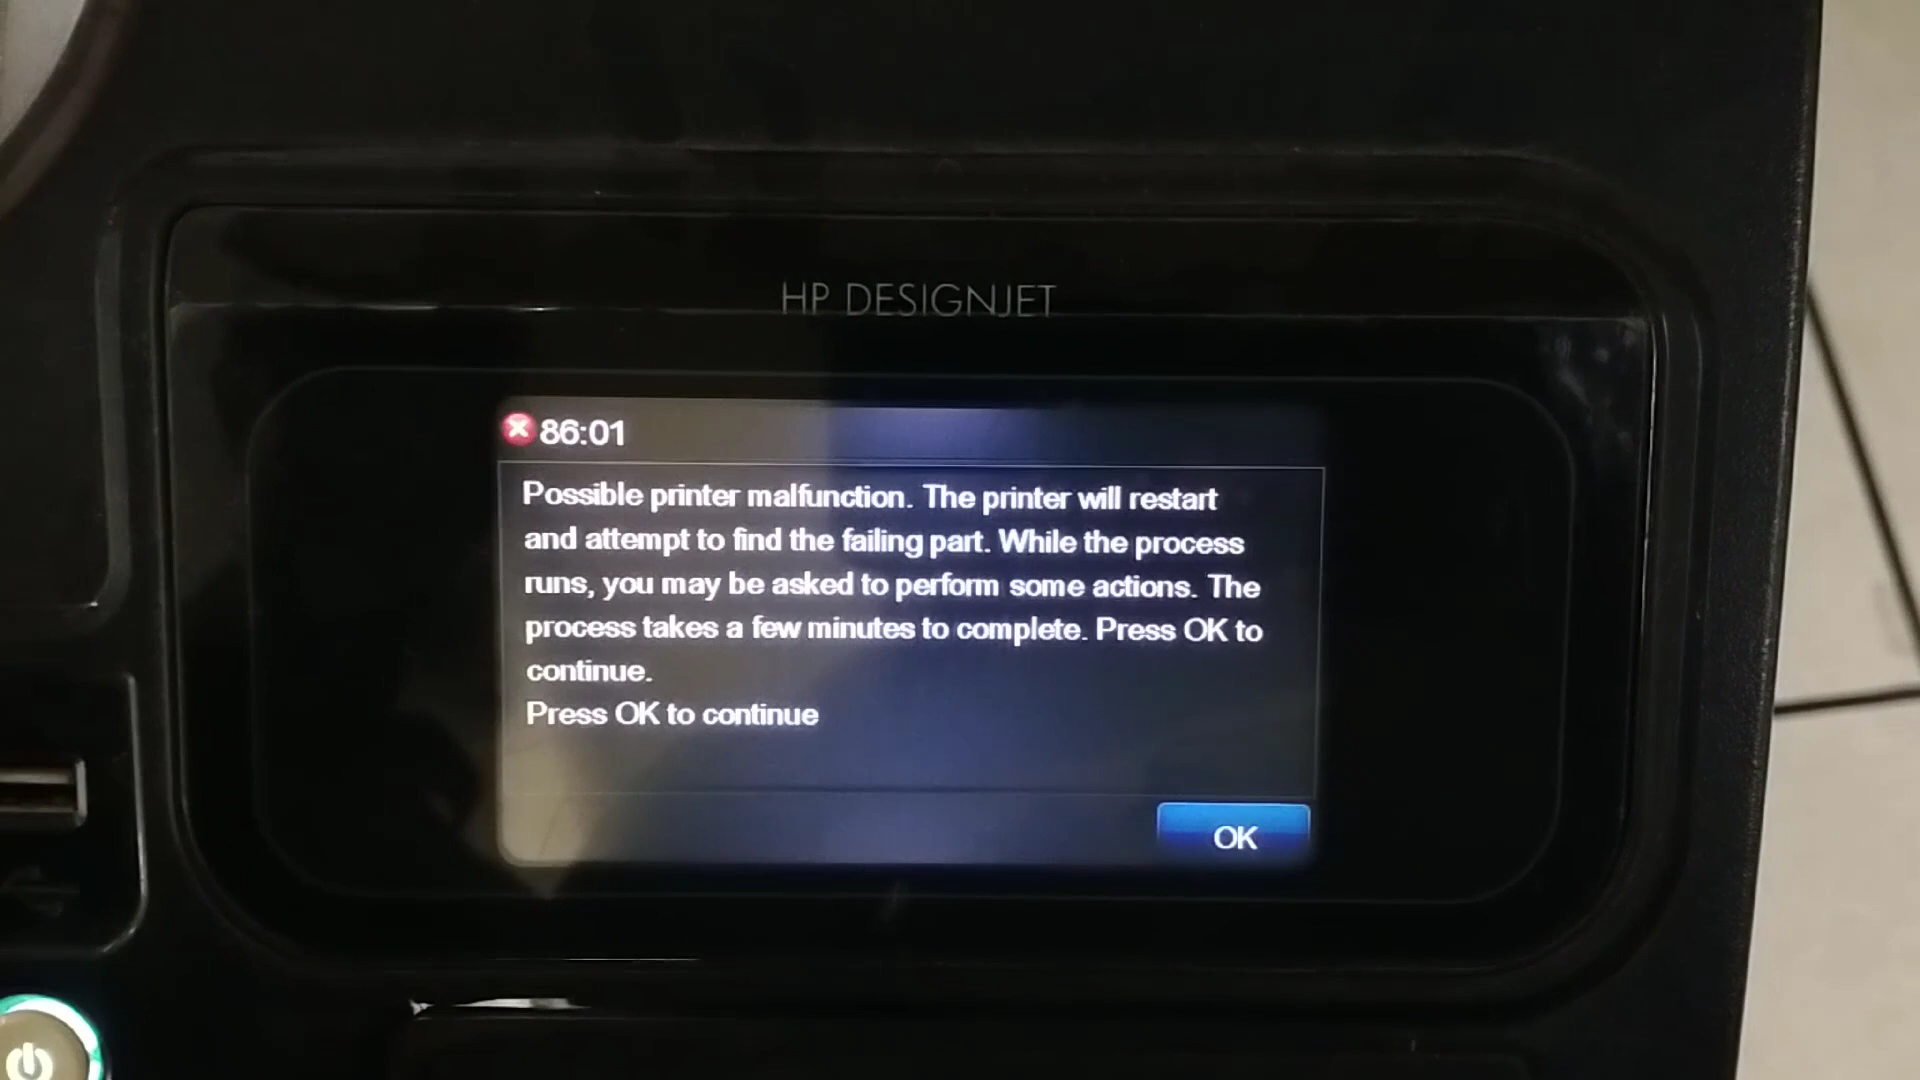 HP DESIGNJET
86:01
Possible printer malfunction. The printer will restart
and attempt to find the failing part. While the process
runs, you may be asked to perform some actions. The
process takes a few minutes to complete. Press OK to
continue.
Press OK to continue
OK